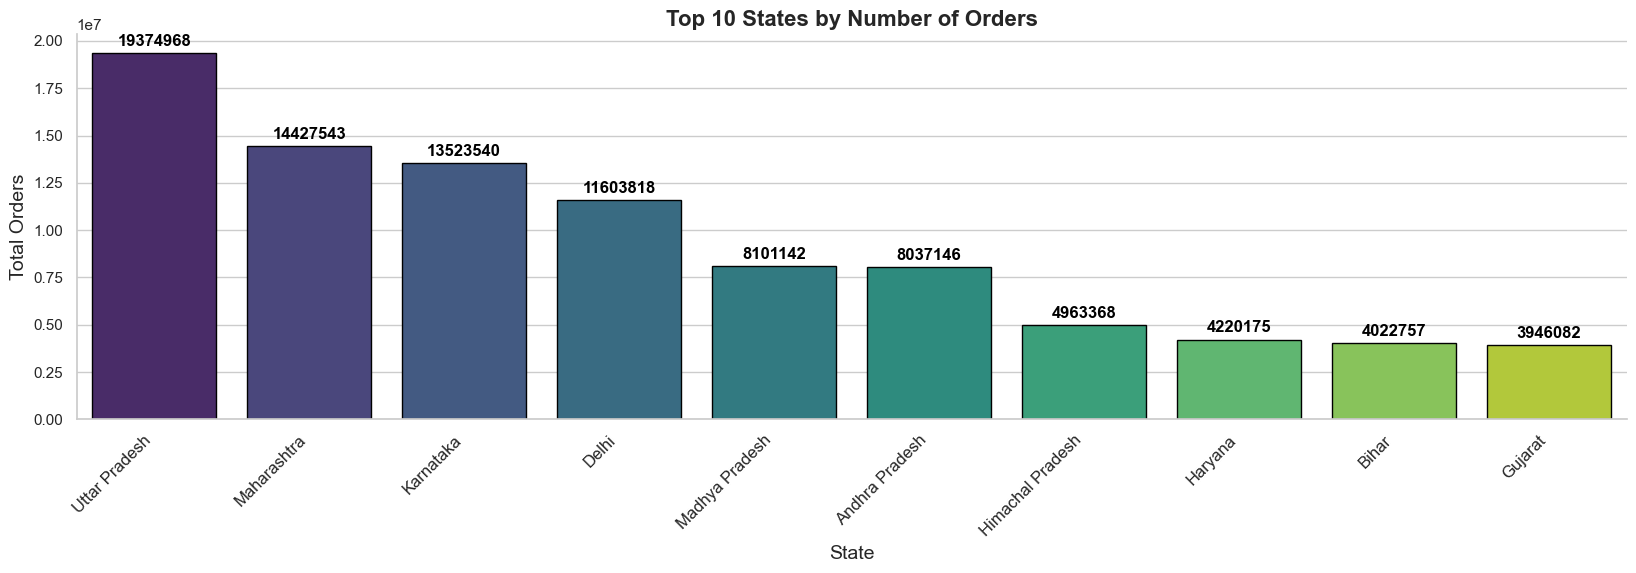 Top 10 States by Number of Orders
1e7
2.00
1.75
1.50
1.25
1.00
0.75
0.50
0.25
0.00
Total Orders
19374968
14427543
13523540
11603818
8101142
8037146
4963368
4220175
4022757
3946082
Uttar Pradesh
Maharashtra
Karnataka
Delhi
Madhya Pradesh
Andhra Pradesh
Himachal Pradesh
Haryana
Bihar
Gujarat
State